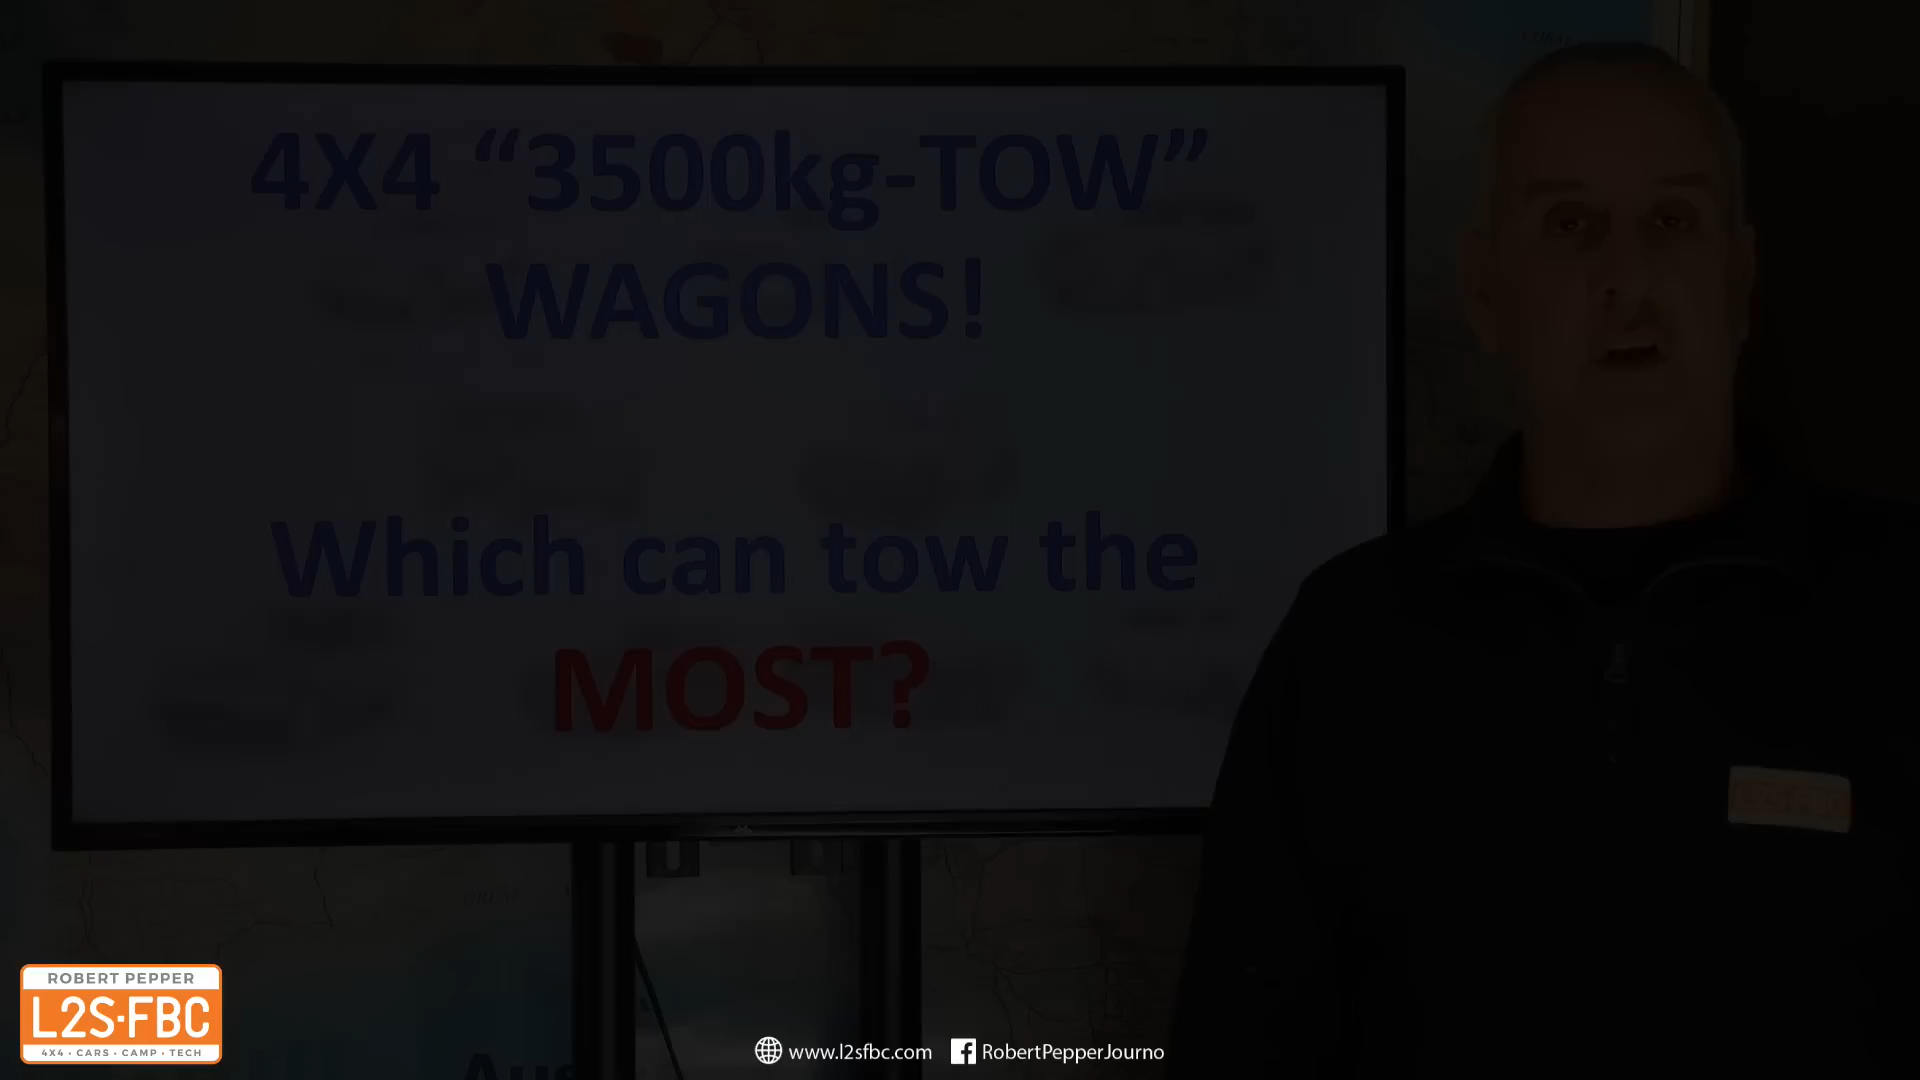 4X4 “3500kg-TOW”
WAGONS!
Which can tow the
MOST?
L2SFBC
ROBERT PEPPER
L2S·FBC
4X4 · CARS · CAMP · TECH
www.l2sfbc.com
RobertPepperJourno